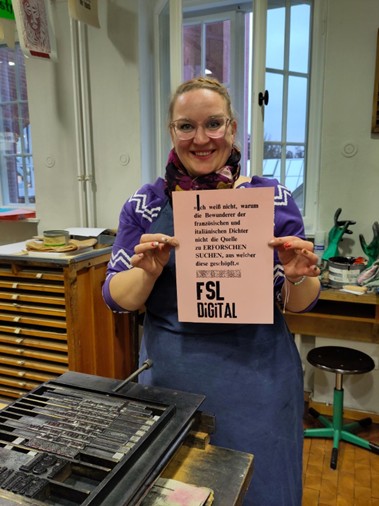 »Ich weiß nicht, warum
die Bewunderer der
französischen und
italiänischen Dichter
nicht die Quelle
zu ERFORSCHEN
SUCHEN, aus welcher
diese geschöpft.«
FSL
DiGiTAL